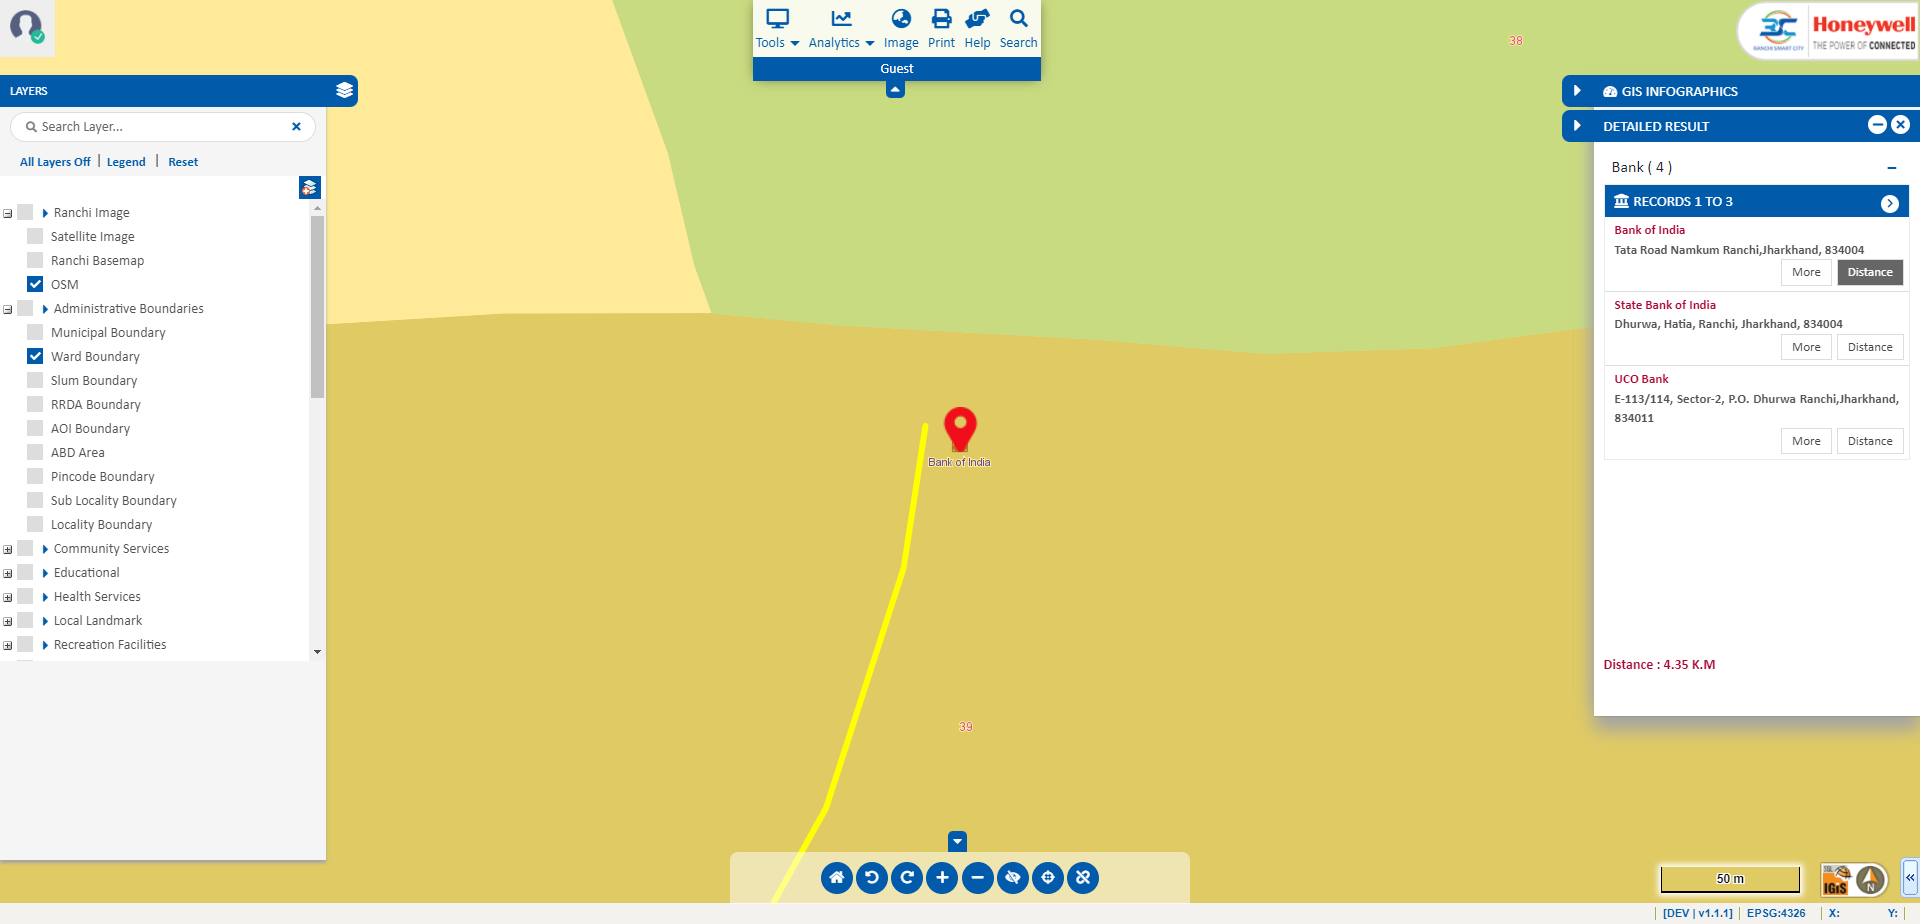 Tools
Analytics
Image
Print
Help
Search
Guest
38
RANCHI SMART CITY
Honeywell
THE POWER OF CONNECTED
LAYERS
Search Layer...
All Layers Off | Legend | Reset
Ranchi Image
Satellite Image
Ranchi Basemap
OSM
Administrative Boundaries
Municipal Boundary
Ward Boundary
Slum Boundary
RRDA Boundary
AOI Boundary
ABD Area
Pincode Boundary
Sub Locality Boundary
Locality Boundary
Community Services
Educational
Health Services
Local Landmark
Recreation Facilities
Bank of India
39
GIS INFOGRAPHICS
DETAILED RESULT
Bank ( 4 )
RECORDS 1 TO 3
Bank of India
Tata Road Namkum Ranchi,Jharkhand, 834004
More Distance
State Bank of India
Dhurwa, Hatia, Ranchi, Jharkhand, 834004
More Distance
UCO Bank
E-113/114, Sector-2, P.O. Dhurwa Ranchi,Jharkhand,
834011
More Distance
Distance : 4.35 K.M
50 m
SGL
IGiS
N
[DEV | v1.1.1] EPSG:4326 X: Y: